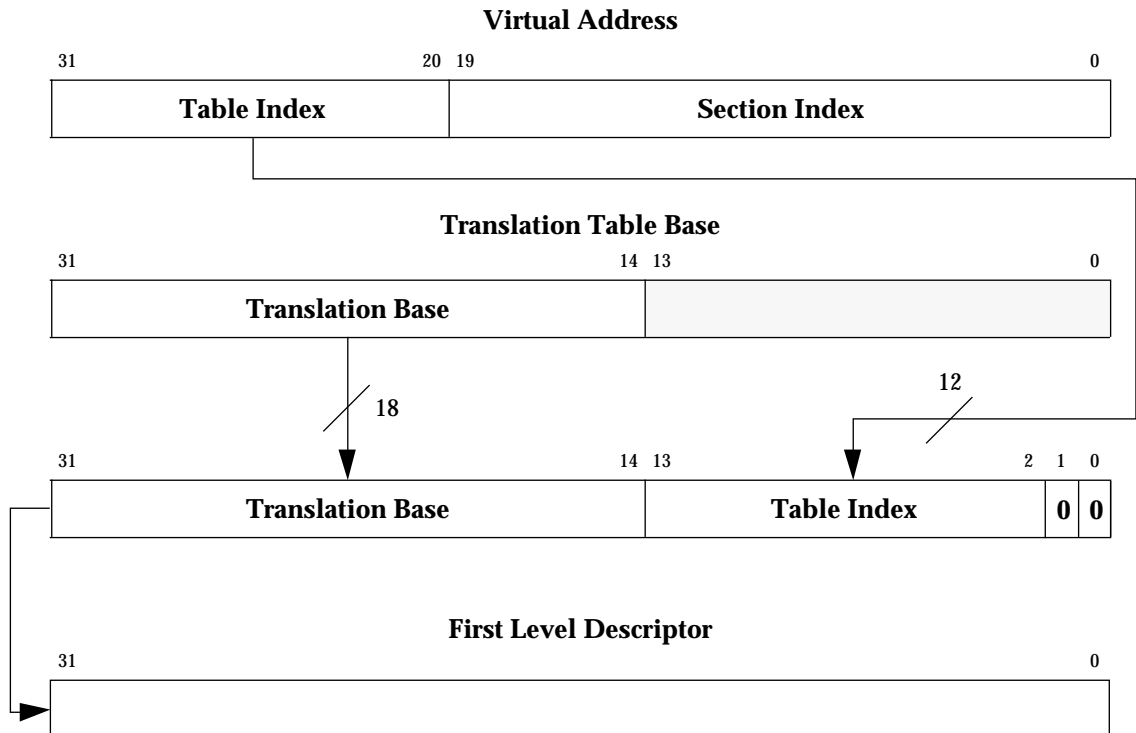 Virtual Address
31 20 19 0
Table Index Section Index
Translation Table Base
31 14 13 0
Translation Base
18 12
31 14 13 2 1 0
Translation Base Table Index 0 0
First Level Descriptor
31 0